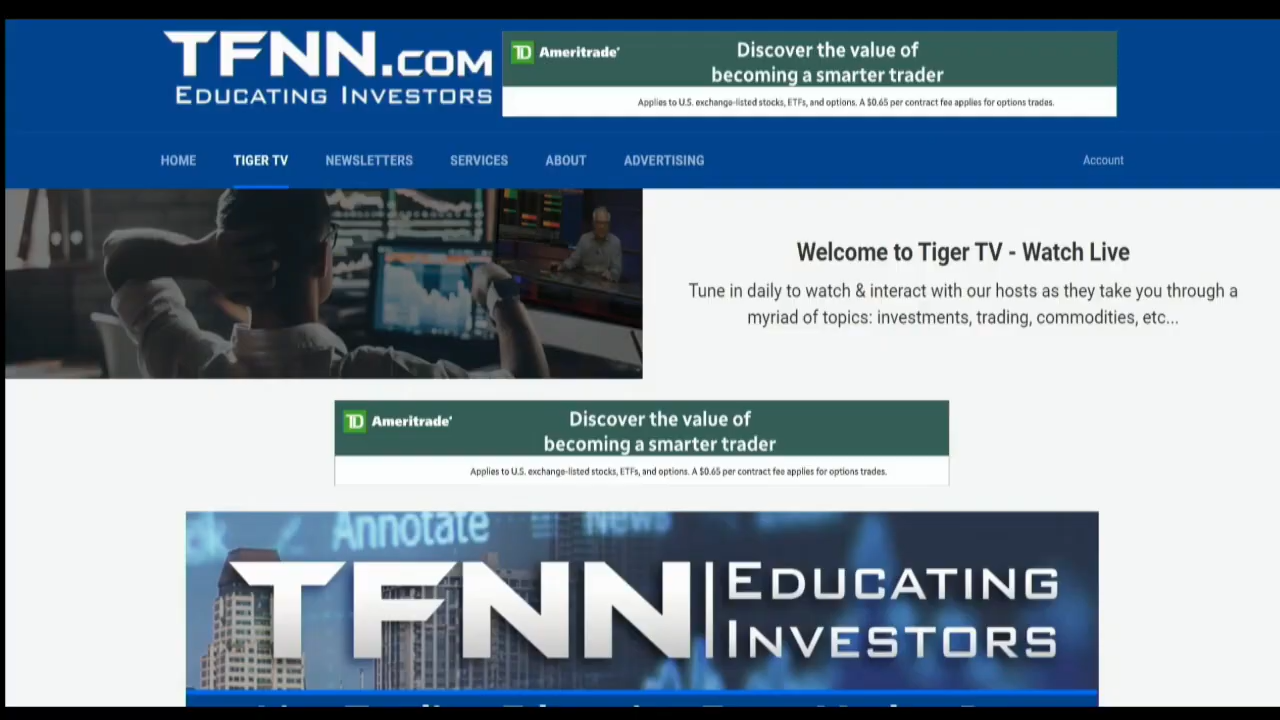 TFNN.COM
EDUCATING INVESTORS
TD Ameritrade
Discover the value of
becoming a smarter trader
Applies to U.S. exchange-listed stocks, ETFs, and options. A $0.65 per contract fee applies for options trades.
HOME TIGER TV NEWSLETTERS SERVICES ABOUT ADVERTISING Account
Welcome to Tiger TV - Watch Live
Tune in daily to watch & interact with our hosts as they take you through a
myriad of topics: investments, trading, commodities, etc...
TD Ameritrade
Discover the value of
becoming a smarter trader
Applies to U.S. exchange-listed stocks, ETFs, and options. A $0.65 per contract fee applies for options trades.
Annotate News
TFNN EDUCATING
INVESTORS